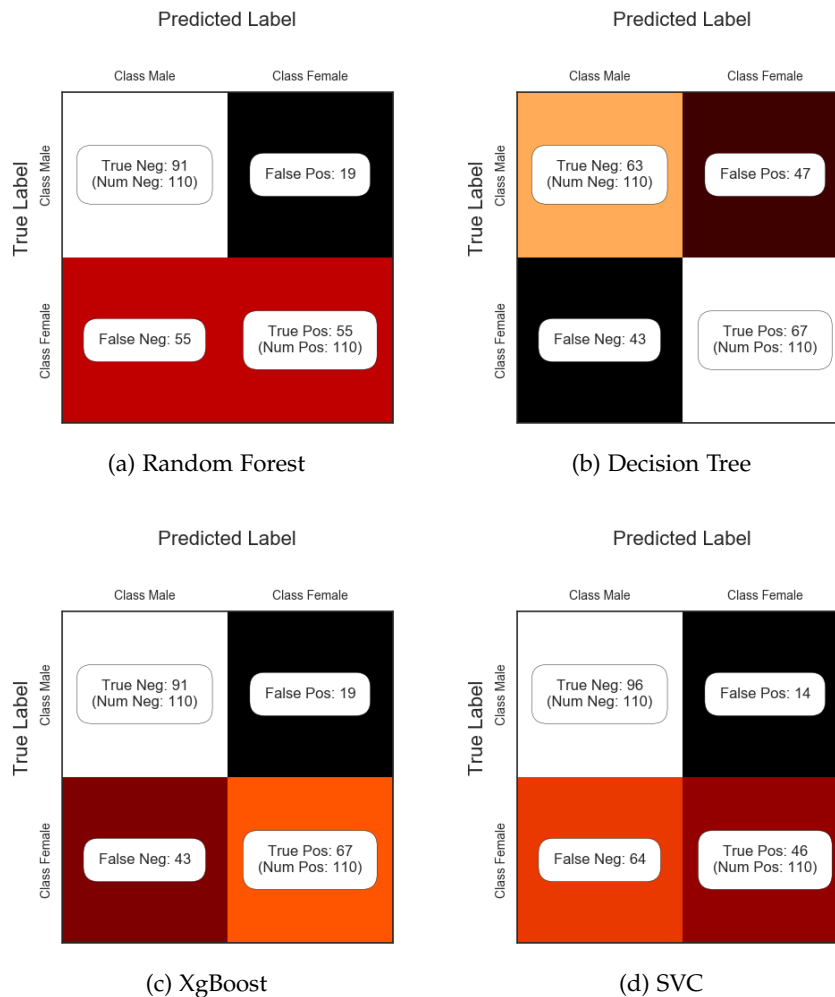 Predicted Label
Class Male
Class Female
True Label
Class Male
True Neg: 91
(Num Neg: 110)
False Pos: 19
Class Female
False Neg: 55
True Pos: 55
(Num Pos: 110)
(a) Random Forest
Predicted Label
Class Male
Class Female
True Label
Class Male
True Neg: 63
(Num Neg: 110)
False Pos: 47
Class Female
False Neg: 43
True Pos: 67
(Num Pos: 110)
(b) Decision Tree
Predicted Label
Class Male
Class Female
True Label
Class Male
True Neg: 91
(Num Neg: 110)
False Pos: 19
Class Female
False Neg: 43
True Pos: 67
(Num Pos: 110)
(c) XgBoost
Predicted Label
Class Male
Class Female
True Label
Class Male
True Neg: 96
(Num Neg: 110)
False Pos: 14
Class Female
False Neg: 64
True Pos: 46
(Num Pos: 110)
(d) SVC